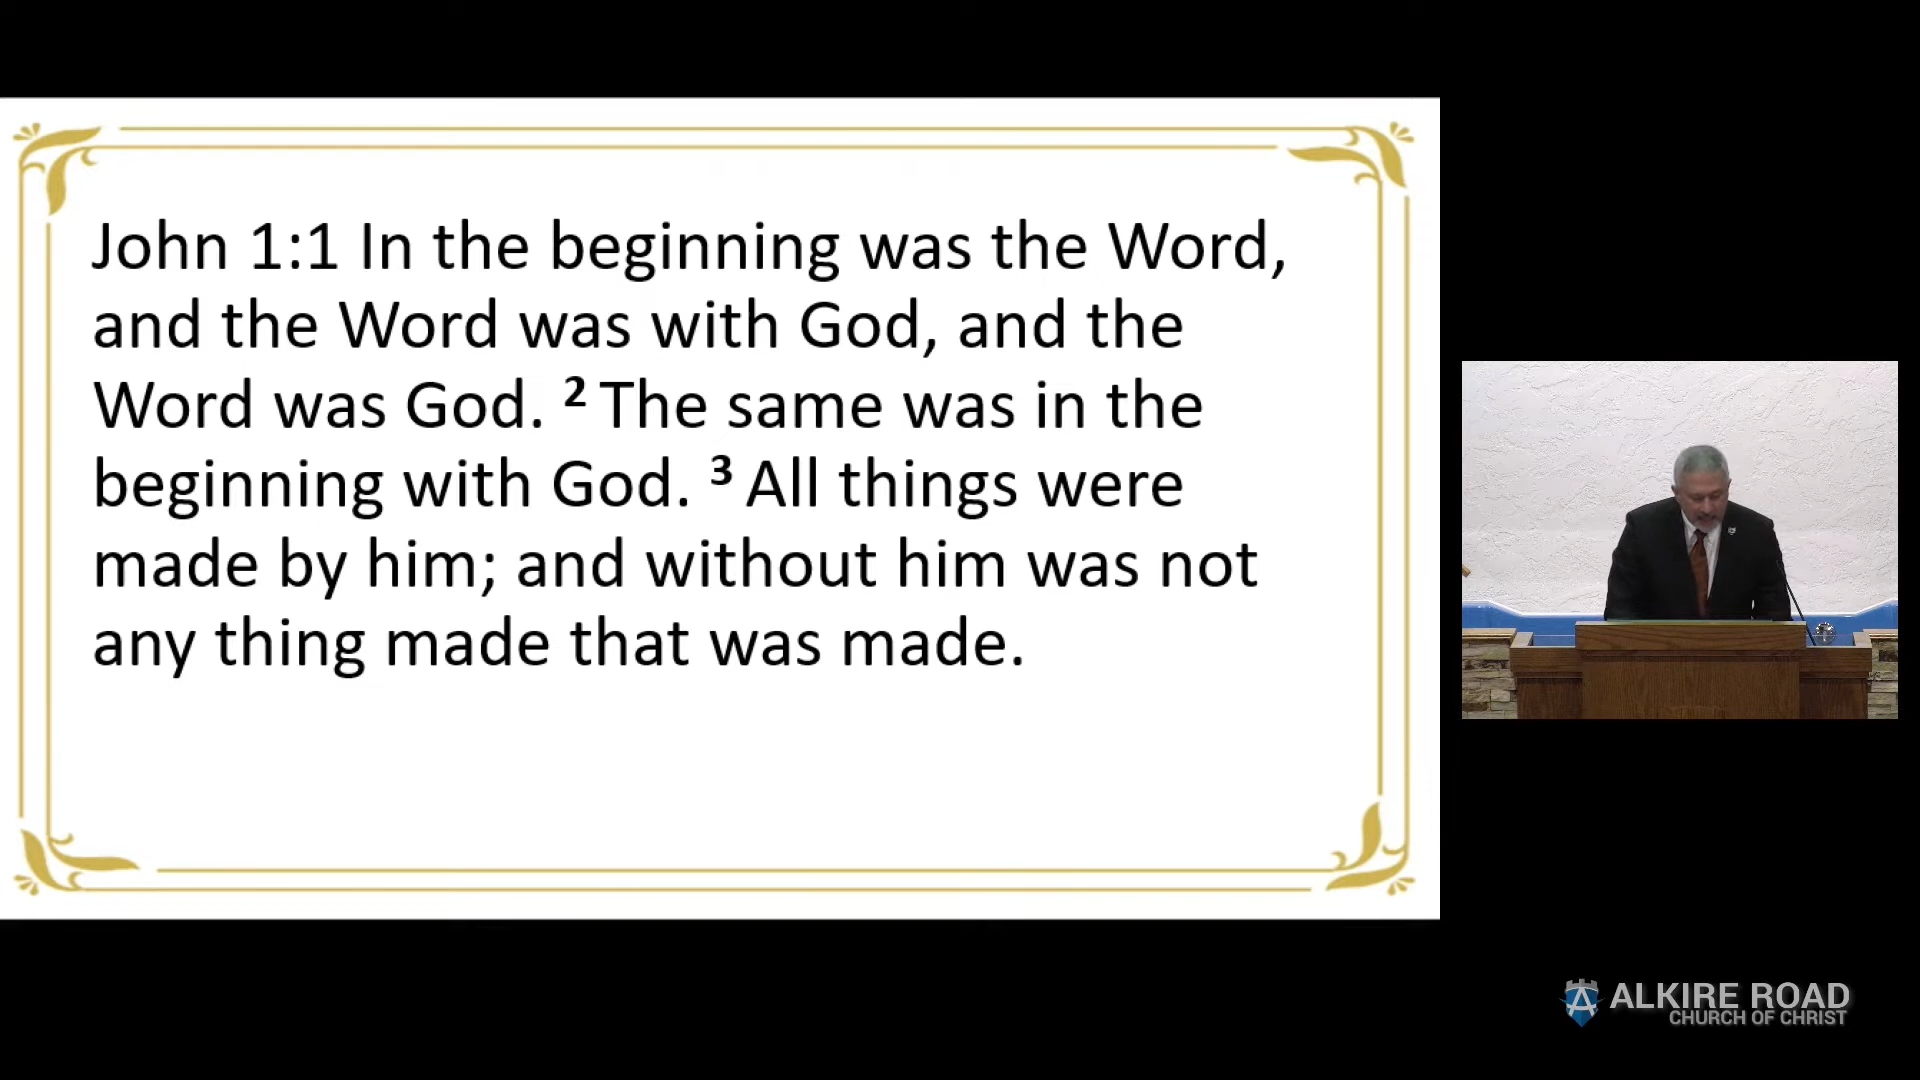 John 1:1 In the beginning was the Word,
and the Word was with God, and the
Word was God. ² The same was in the
beginning with God. ³ All things were
made by him; and without him was not
any thing made that was made.
ALKIRE ROAD
CHURCH OF CHRIST